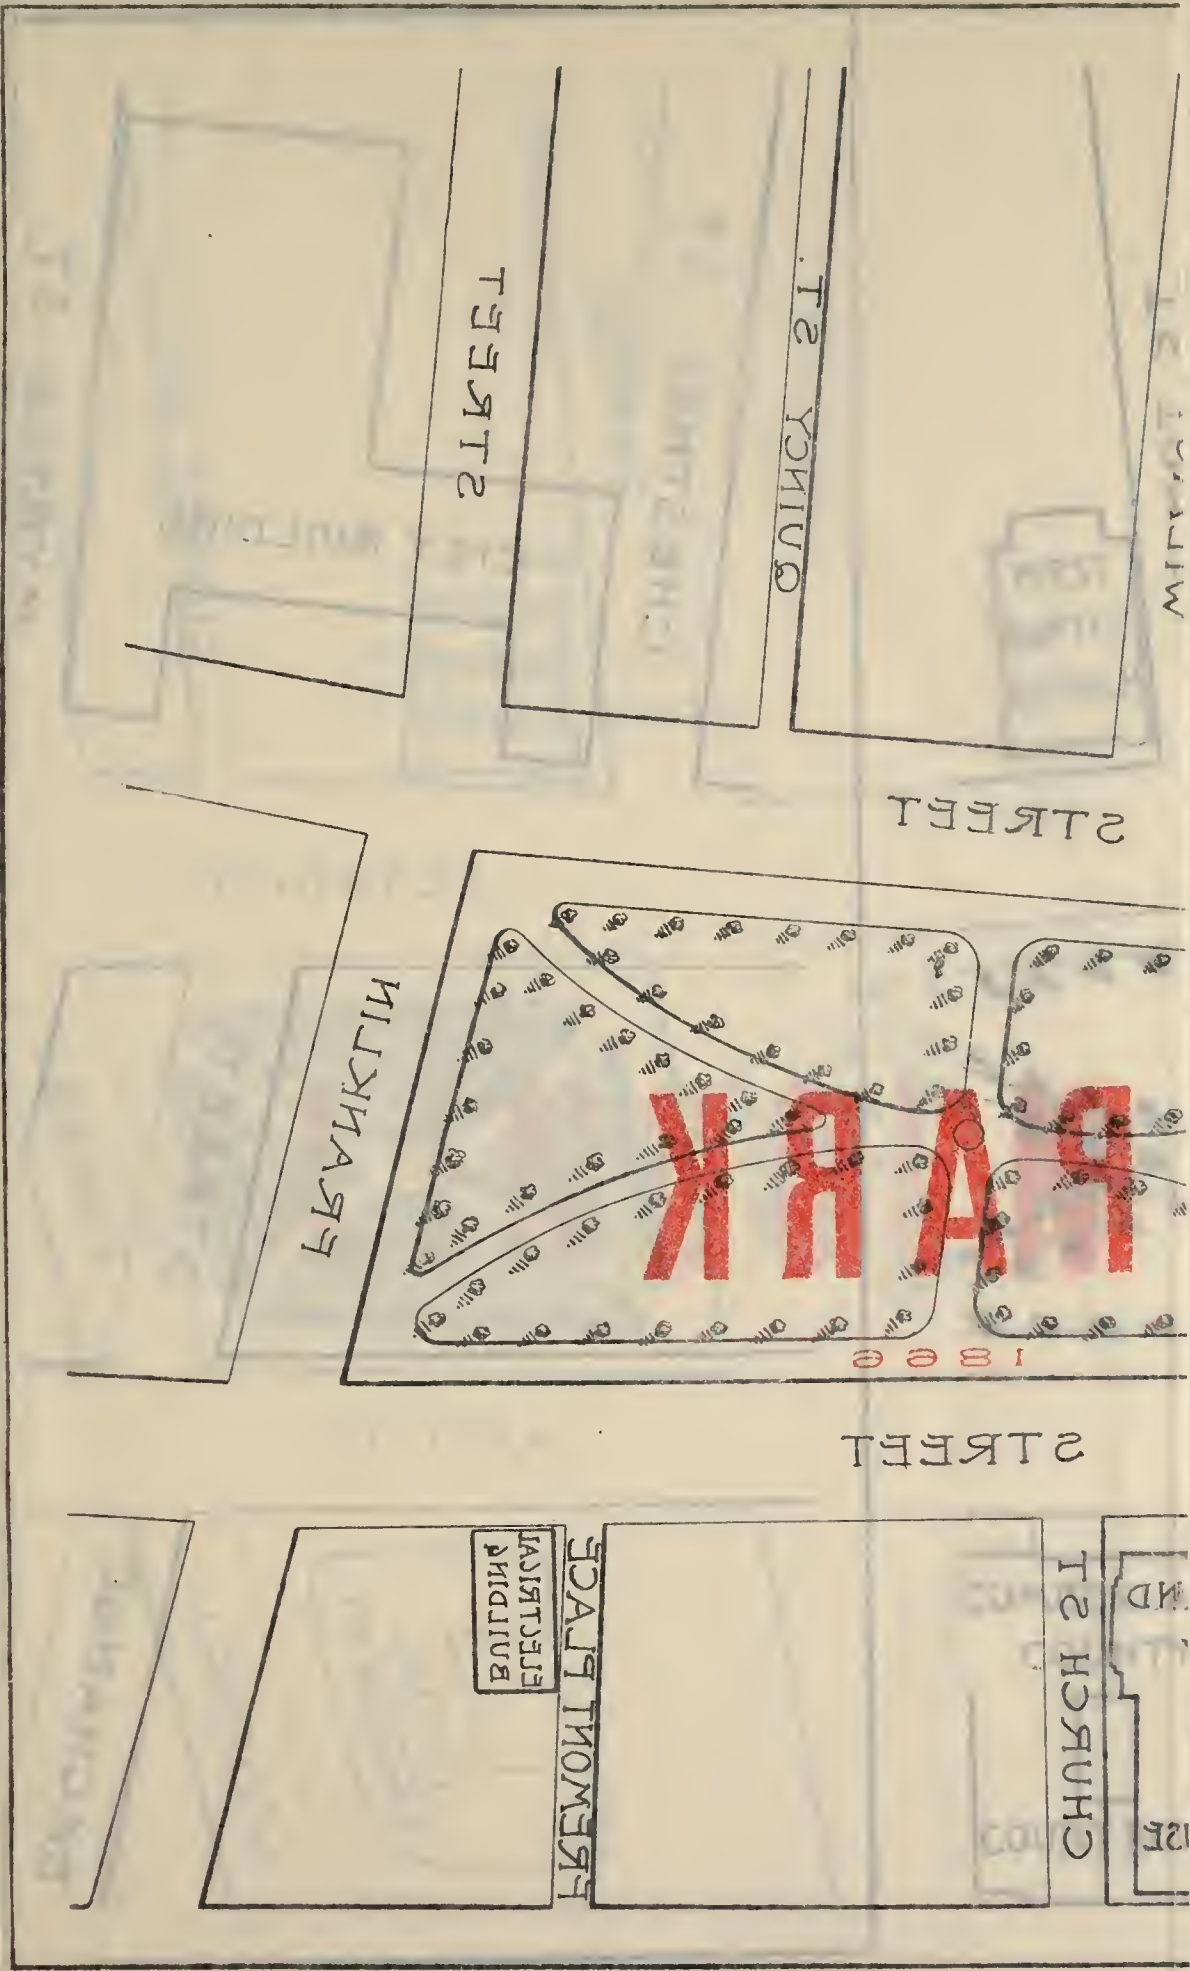 STREET
QUINCY ST.
STREET
FRANKLIN
PARK
1866
STREET
ELECTRICAL
BUILDING
FREMONT PLACE
CHURCH ST